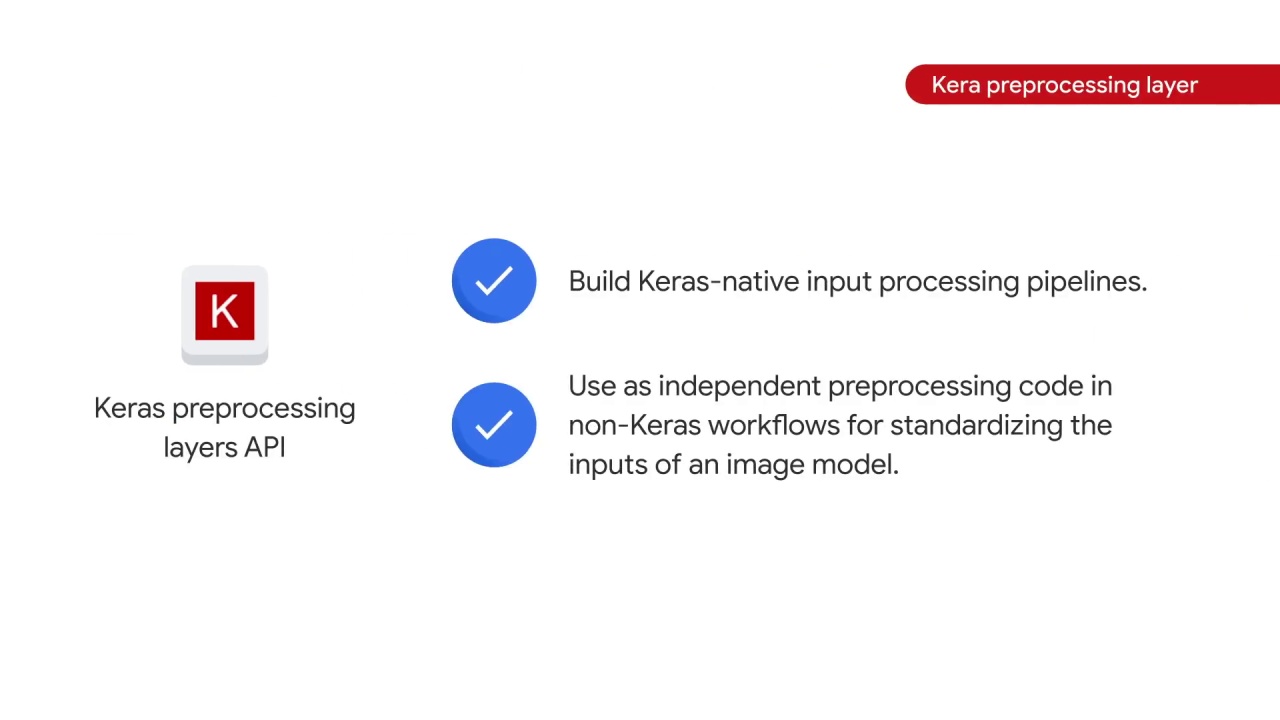 Kera preprocessing layer
K
Keras preprocessing
layers API
Build Keras-native input processing pipelines.
Use as independent preprocessing code in
non-Keras workflows for standardizing the
inputs of an image model.